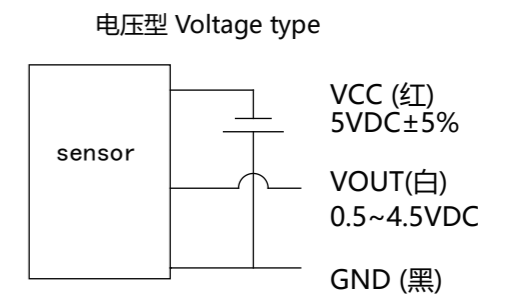 电压型 Voltage type
VCC (红)
5VDC±5%
sensor
VOUT(白)
0.5~4.5VDC
GND (黑)